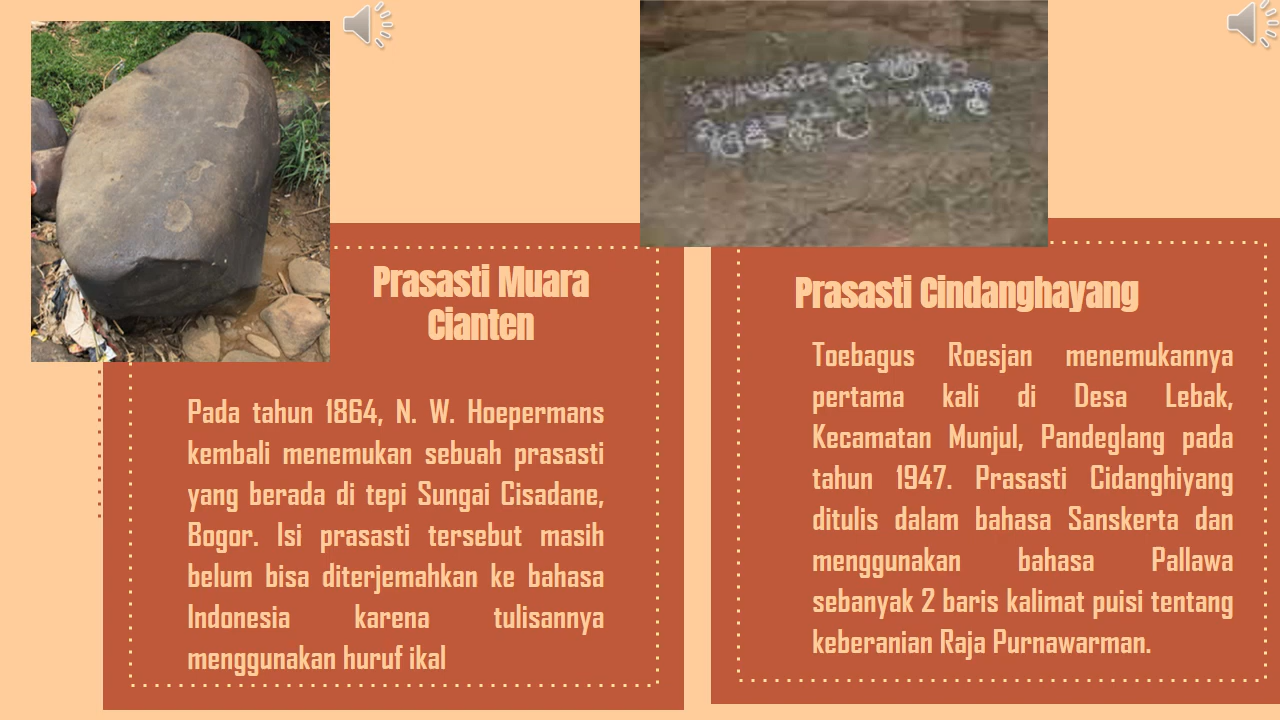 Prasasti Muara
Cianten
Pada tahun 1864, N. W. Hoepermans
kembali menemukan sebuah prasasti
yang berada di tepi Sungai Cisadane,
Bogor. Isi prasasti tersebut masih
belum bisa diterjemahkan ke bahasa
Indonesia karena tulisannya
menggunakan huruf ikal
Prasasti Cindanghayang
Toebagus Roesjan menemukannya
pertama kali di Desa Lebak,
Kecamatan Munjul, Pandeglang pada
tahun 1947. Prasasti Cidanghiyang
ditulis dalam bahasa Sanskerta dan
menggunakan bahasa Pallawa
sebanyak 2 baris kalimat puisi tentang
keberanian Raja Purnawarman.